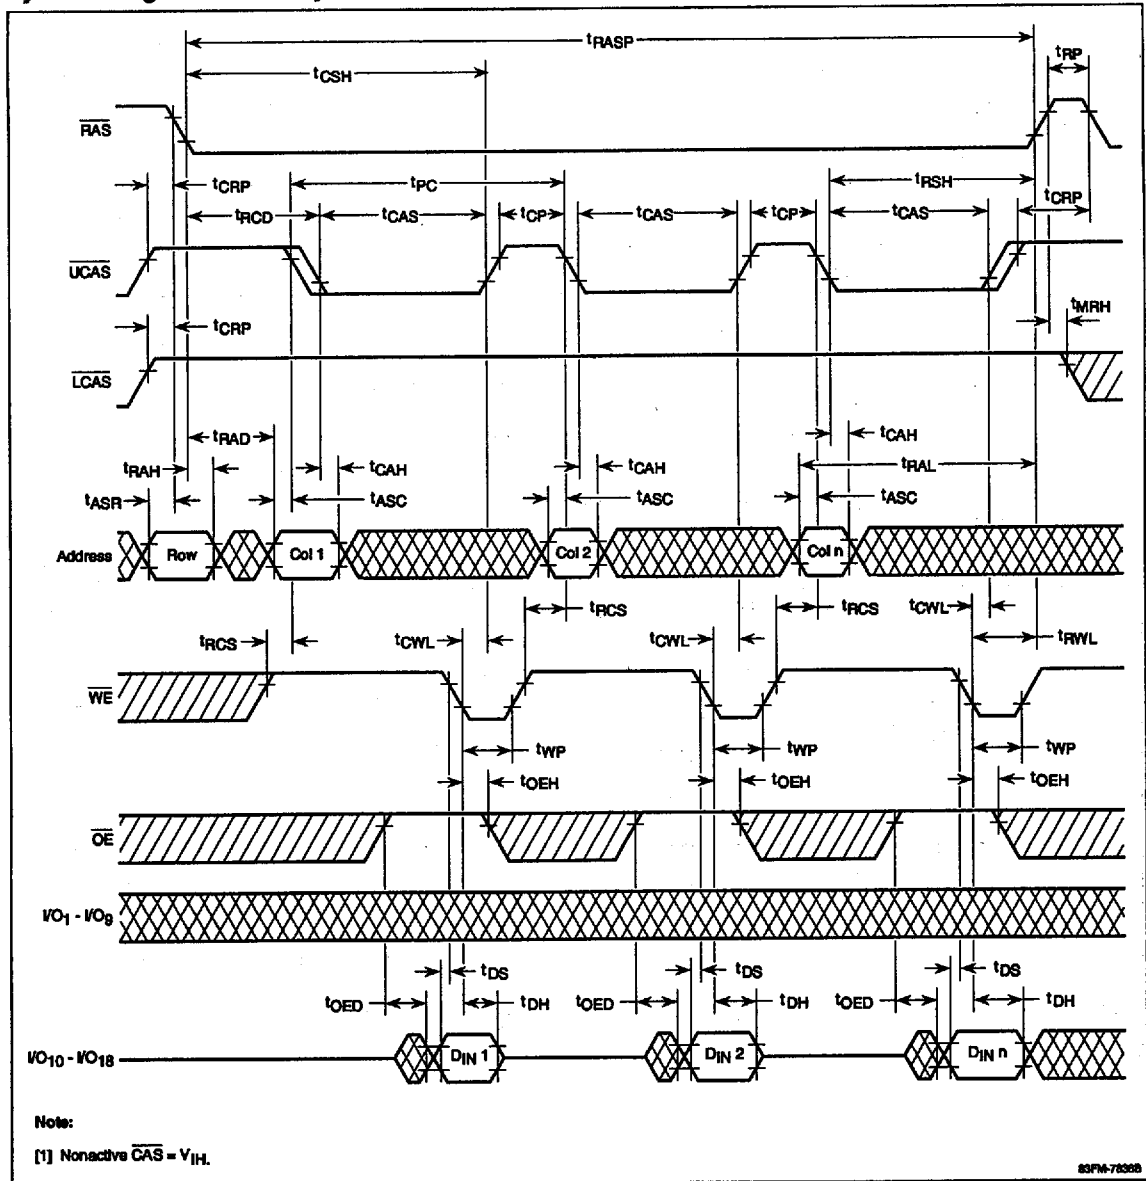 tRASP
tRP
tCSH
RAS
tCRP
tPC
tRSH
tCRP
tRCD
tCAS
tCP
tCAS
tCP
tCAS
UCAS
tCRP
tMRH
LCAS
tRAD
tCAH
tRAH
tCAH
tCAH
tRAL
tASR
tASC
tASC
tASC
Address
Row
Col 1
Col 2
Col n
tRCS
tRCS
tCWL
tRCS
tCWL
tCWL
tRWL
WE
tWP
tWP
tWP
tOEH
tOEH
tOEH
OE
I/O1 - I/O9
tDS
tDS
tDS
tOED
tDH
tOED
tDH
tOED
tDH
I/O10 - I/O18
DIN 1
DIN 2
DIN n
Note:
[1] Nonactive CAS = VIH.
83FM-7836B